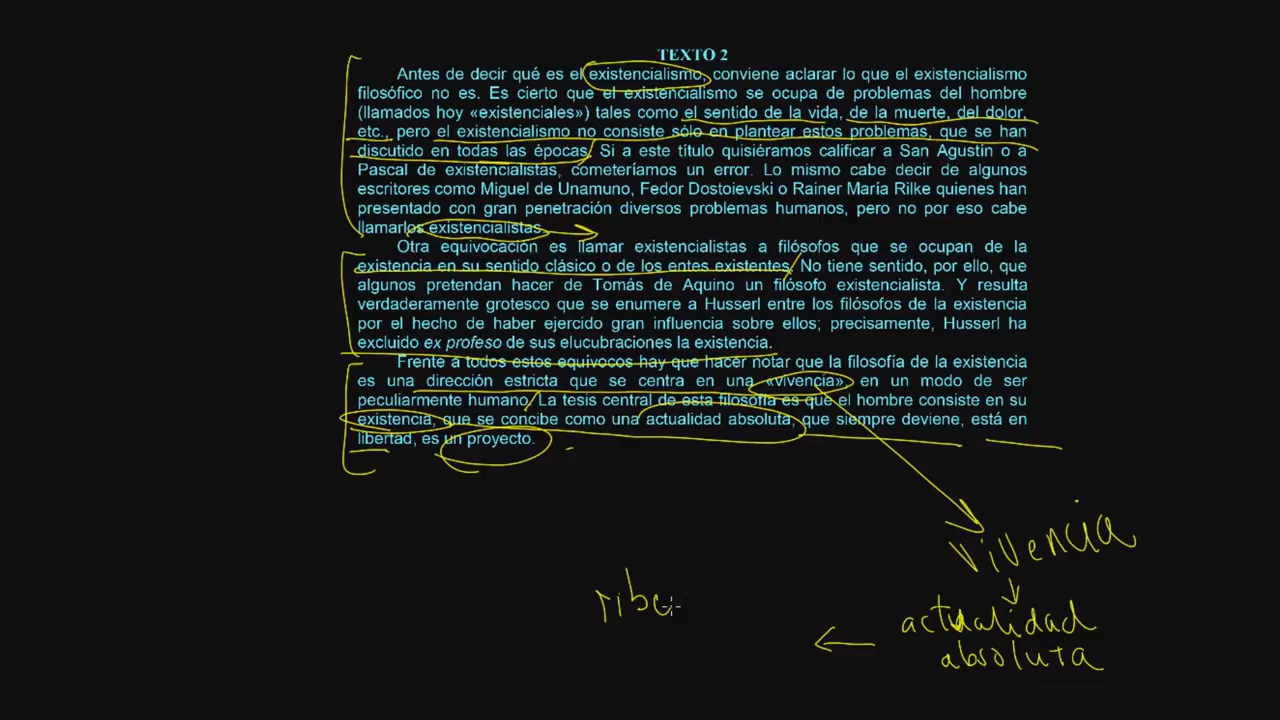 TEXTO 2
Antes de decir qué es el existencialismo, conviene aclarar lo que el existencialismo
filosófico no es. Es cierto que el existencialismo se ocupa de problemas del hombre
(llamados hoy «existenciales») tales como el sentido de la vida, de la muerte, del dolor,
etc., pero el existencialismo no consiste sólo en plantear estos problemas, que se han
discutido en todas las épocas. Si a este título quisiéramos calificar a San Agustín o a
Pascal de existencialistas, cometeríamos un error. Lo mismo cabe decir de algunos
escritores como Miguel de Unamuno, Fedor Dostoievski o Rainer María Rilke quienes han
presentado con gran penetración diversos problemas humanos, pero no por eso cabe
llamarlos existencialistas.
Otra equivocación es llamar existencialistas a filósofos que se ocupan de la
existencia en su sentido clásico o de los entes existentes. No tiene sentido, por ello, que
algunos pretendan hacer de Tomás de Aquino un filósofo existencialista. Y resulta
verdaderamente grotesco que se enumere a Husserl entre los filósofos de la existencia
por el hecho de haber ejercido gran influencia sobre ellos; precisamente, Husserl ha
excluido ex profeso de sus elucubraciones la existencia.
Frente a todos estos equívocos hay que hacer notar que la filosofía de la existencia
es una dirección estricta que se centra en una «vivencia» en un modo de ser
peculiarmente humano. La tesis central de esta filosofía es que el hombre consiste en su
existencia, que se concibe como una actualidad absoluta, que siempre deviene, está en
libertad, es un proyecto.
vivencia
actualidad
absoluta